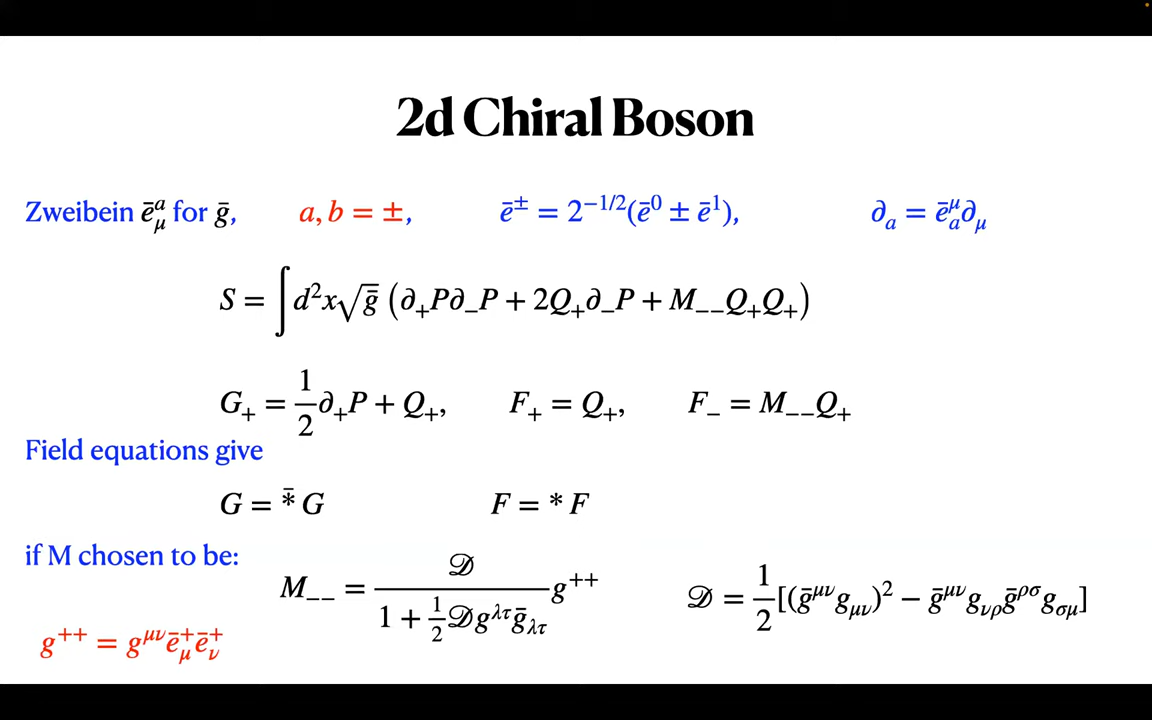 2d Chiral Boson
Zweibein ē^a_μ for ḡ, a, b = ±, ē^± = 2^{−1/2}(ē^0 ± ē^1), ∂_a = ē^μ_a ∂_μ
S = ∫ d^2x √ḡ (∂_+P∂_−P + 2Q_+∂_−P + M_{−−}Q_+Q_+)
G_+ = 1/2 ∂_+P + Q_+, F_+ = Q_+, F_− = M_{−−}Q_+
Field equations give
G = *̄ G F = * F
if M chosen to be:
M_{−−} = 𝒟 / (1 + 1/2 𝒟g^{λτ}ḡ_{λτ}) g^{++} 𝒟 = 1/2 [(ḡ^{μν}g_{μν})^2 − ḡ^{μν}g_{νρ}ḡ^{ρσ}g_{σμ}]
g^{++} = g^{μν}ē^+_μ ē^+_ν